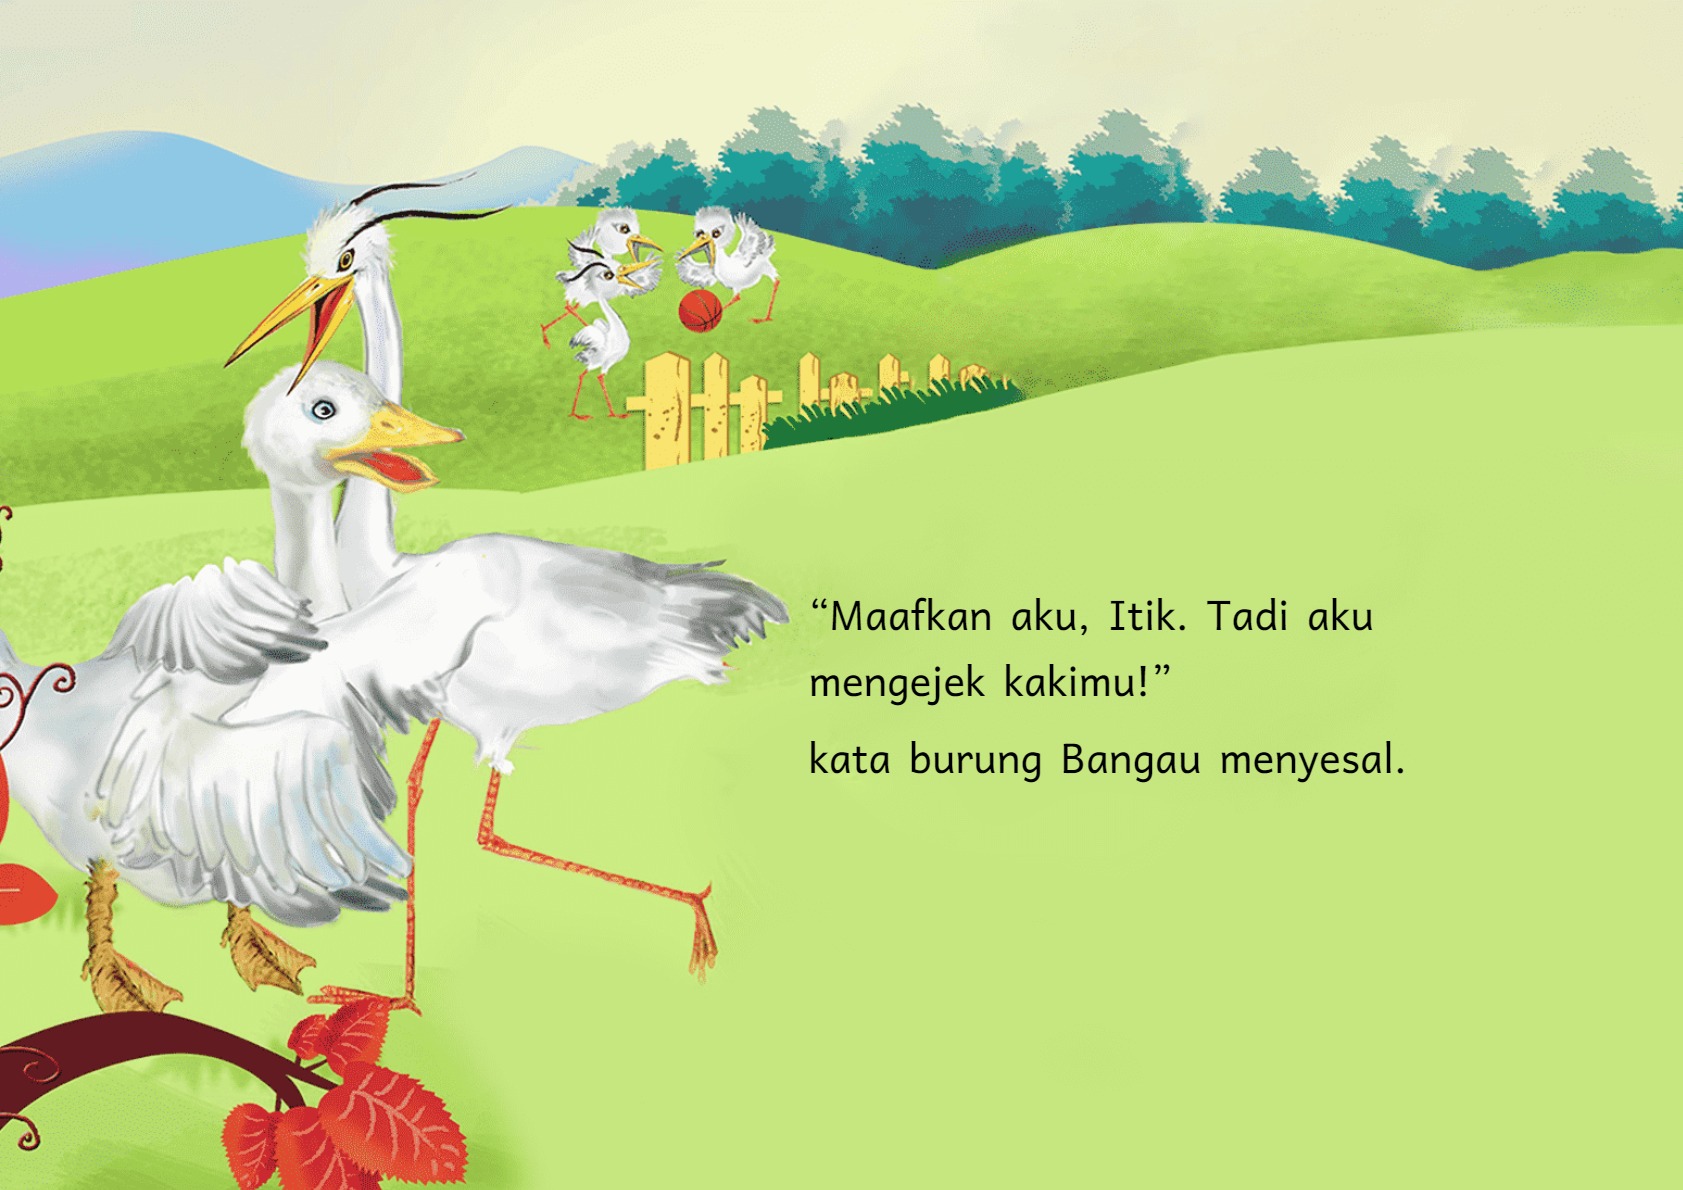 “Maafkan aku, Itik. Tadi aku
mengejek kakimu!”
kata burung Bangau menyesal.